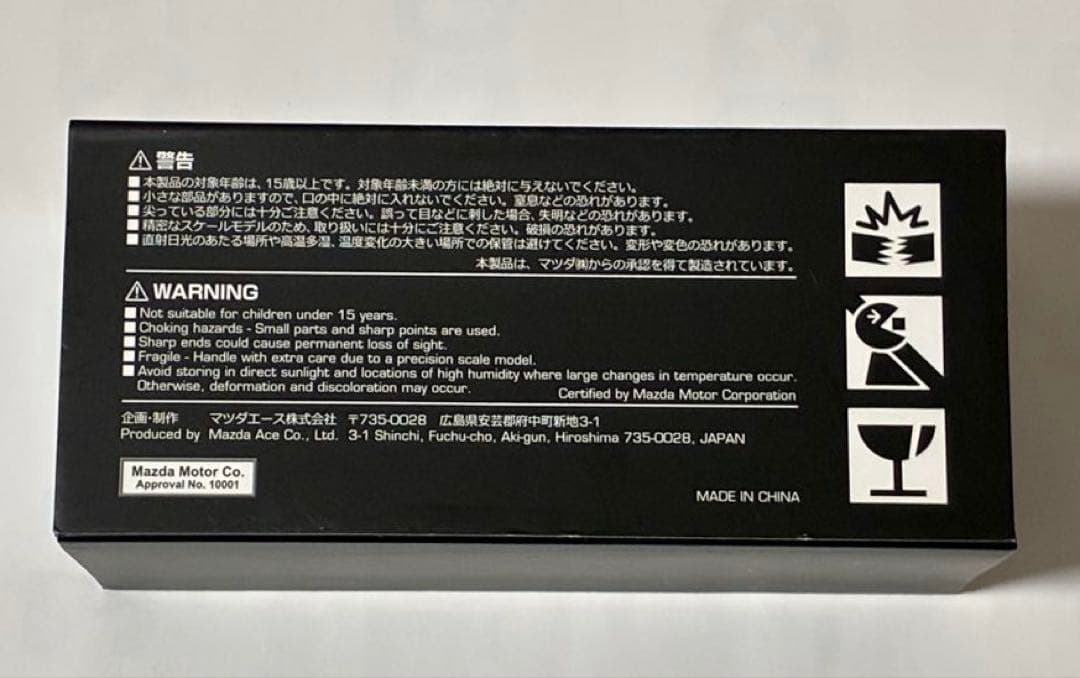 ⚠警告
■本製品の対象年齢は、15歳以上です。対象年齢未満の方には絶対に与えないでください。
■小さな部品がありますので、口の中に絶対に入れないでください。窒息などの恐れがあります。
■尖っている部分には十分ご注意ください。誤って目などに刺した場合、失明などの恐れがあります。
■精密なスケールモデルのため、取り扱いには十分にご注意ください。破損の恐れがあります。
■直射日光のあたる場所や高温多湿、温度変化の大きい場所での保管は避けてください。変形や変色の恐れがあります。
本製品は、マツダ㈱からの承認を得て製造されています。
⚠WARNING
■Not suitable for children under 15 years.
■Choking hazards - Small parts and sharp points are used.
■Sharp ends could cause permanent loss of sight.
■Fragile - Handle with extra care due to a precision scale model.
■Avoid storing in direct sunlight and locations of high humidity where large changes in temperature occur.
Otherwise, deformation and discoloration may occur.
Certified by Mazda Motor Corporation
企画・制作 マツダエース株式会社 〒735-0028 広島県安芸郡府中町新地3-1
Produced by Mazda Ace Co., Ltd. 3-1 Shinchi, Fuchu-cho, Aki-gun, Hiroshima 735-0028, JAPAN
Mazda Motor Co.
Approval No. 10001
MADE IN CHINA